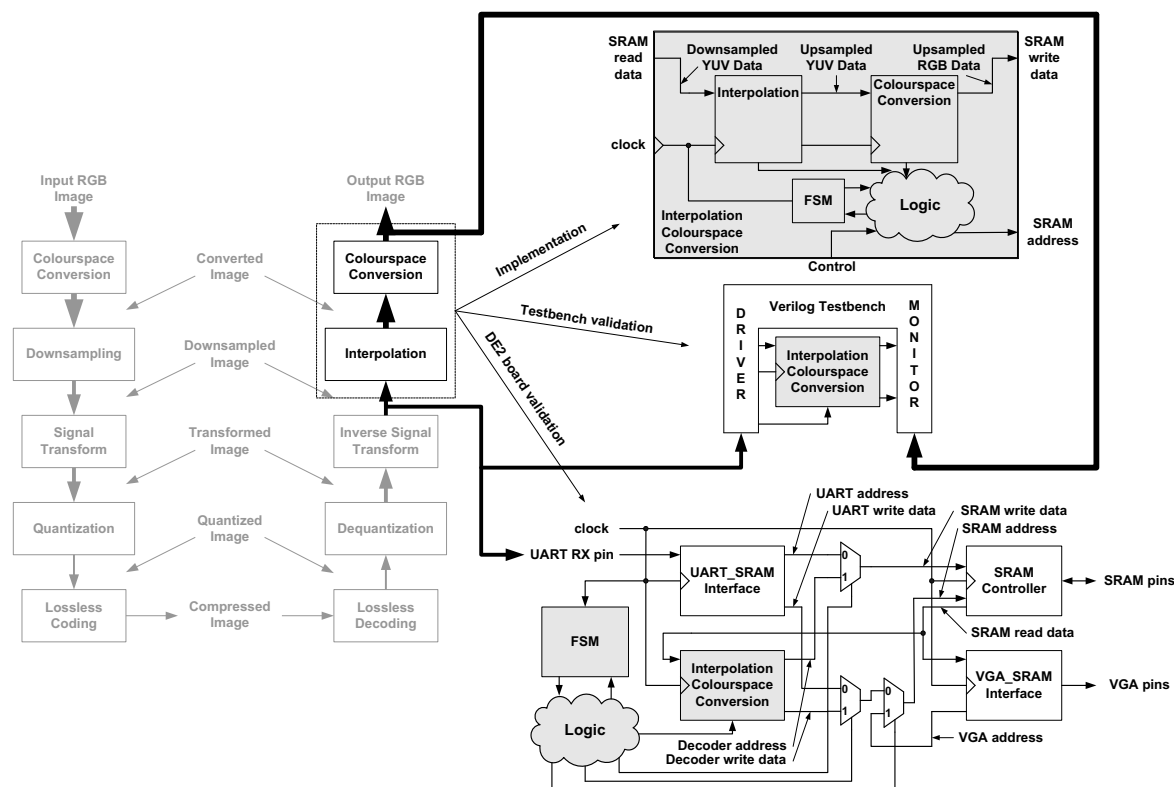 Input RGB
Image
Colourspace
Conversion
Downsampling
Signal
Transform
Quantization
Lossless
Coding
Converted
Image
Downsampled
Image
Transformed
Image
Quantized
Image
Compressed
Image
Output RGB
Image
Colourspace
Conversion
Interpolation
Inverse Signal
Transform
Dequantization
Lossless
Decoding
Implementation
Testbench validation
DE2 board validation
SRAM
read
data
Downsampled
YUV Data
Upsampled
YUV Data
Upsampled
RGB Data
SRAM
write
data
Interpolation
Colourspace
Conversion
clock
FSM
Logic
Interpolation
Colourspace
Conversion
SRAM
address
Control
Verilog Testbench
DRIVER
MONITOR
Interpolation
Colourspace
Conversion
UART address
UART write data
SRAM write data
SRAM address
clock
UART RX pin
UART_SRAM
Interface
0
1
SRAM
Controller
SRAM pins
SRAM read data
FSM
Interpolation
Colourspace
Conversion
0
1
0
1
VGA_SRAM
Interface
VGA pins
Logic
VGA address
Decoder address
Decoder write data